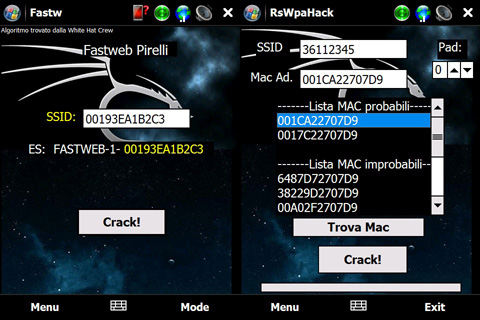 Fastw
Algoritmo trovato dalla White Hat Crew
Fastweb Pirelli
SSID: 00193EA1B2C3
ES: FASTWEB-1- 00193EA1B2C3
Crack!
Menu Mode
RsWpaHack
SSID 36112345 Pad:
0
Mac Ad. 001CA22707D9
-------Lista MAC probabili-----
001CA22707D9
0017C22707D9
-------Lista MAC improbabili--
6487D72707D9
38229D2707D9
00A02F2707D9
Trova Mac
Crack!
Menu Exit